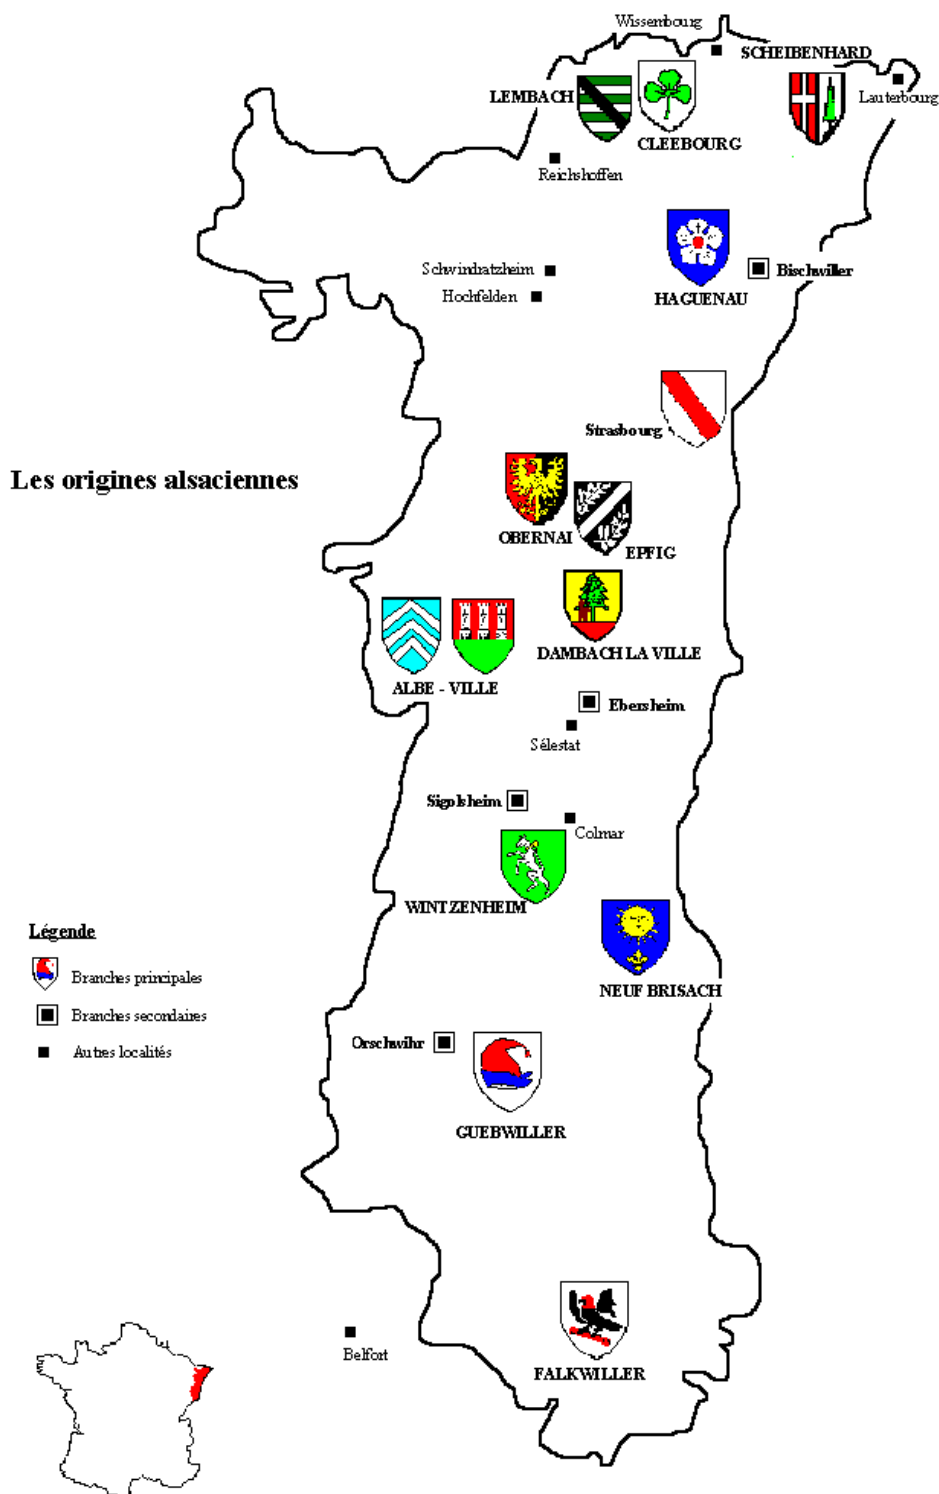 Wissembourg
SCHEIBENHARD
LEMBACH
Lauterbourg
CLEEBOURG
Reichshoffen
Schwindratzheim
Bischwiller
Hochfelden
HAGUENAU
Strasbourg
Les origines alsaciennes
OBERNAI
EPFIG
DAMBACH LA VILLE
ALBE - VILLE
Ebersheim
Sélestat
Sigolsheim
Colmar
WINTZENHEIM
Légende
Branches principales
NEUF BRISACH
Branches secondaires
Orschwihr
Autres localités
GUEBWILLER
Belfort
FALKWILLER